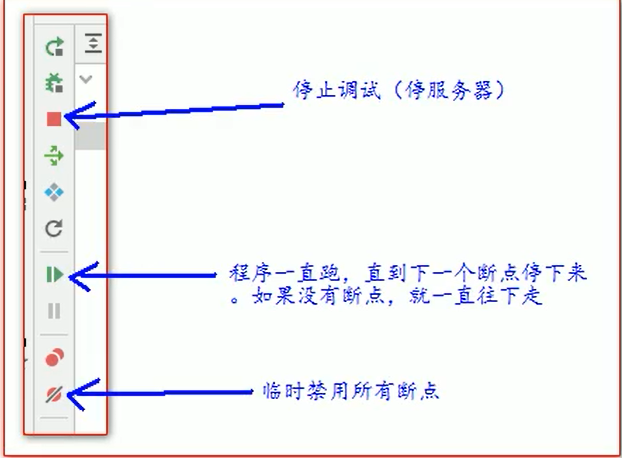 停止调试（停服务器）
程序一直跑，直到下一个断点停下来
。如果没有断点，就一直往下走
临时禁用所有断点